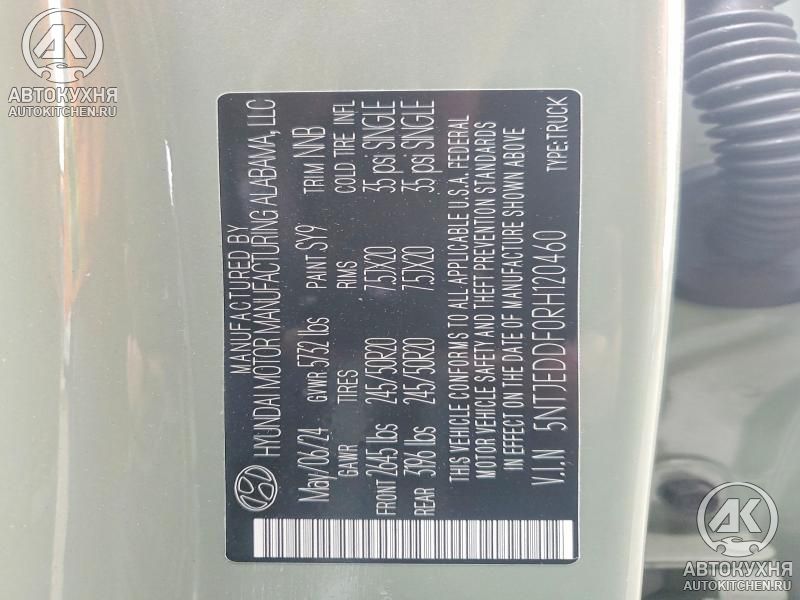 АК
АВТОКУХНЯ
AUTOKITCHEN.RU
MANUFACTURED BY
HYUNDAI MOTOR MANUFACTURING ALABAMA, LLC
May/06/24 GVWR 5732 lbs PAINT SY9 TRIM NNB
GAWR TIRES RIMS COLD TIRE INFL
FRONT 2645 lbs 245/50R20 7.5JX20 35 psi SINGLE
REAR 3196 lbs 245/50R20 7.5JX20 35 psi SINGLE
THIS VEHICLE CONFORMS TO ALL APPLICABLE U.S.A. FEDERAL
MOTOR VEHICLE SAFETY AND THEFT PREVENTION STANDARDS
IN EFFECT ON THE DATE OF MANUFACTURE SHOWN ABOVE
V.I.N 5NTJEDDF0RH120460 TYPE:TRUCK
АК
АВТОКУХНЯ
AUTOKITCHEN.RU